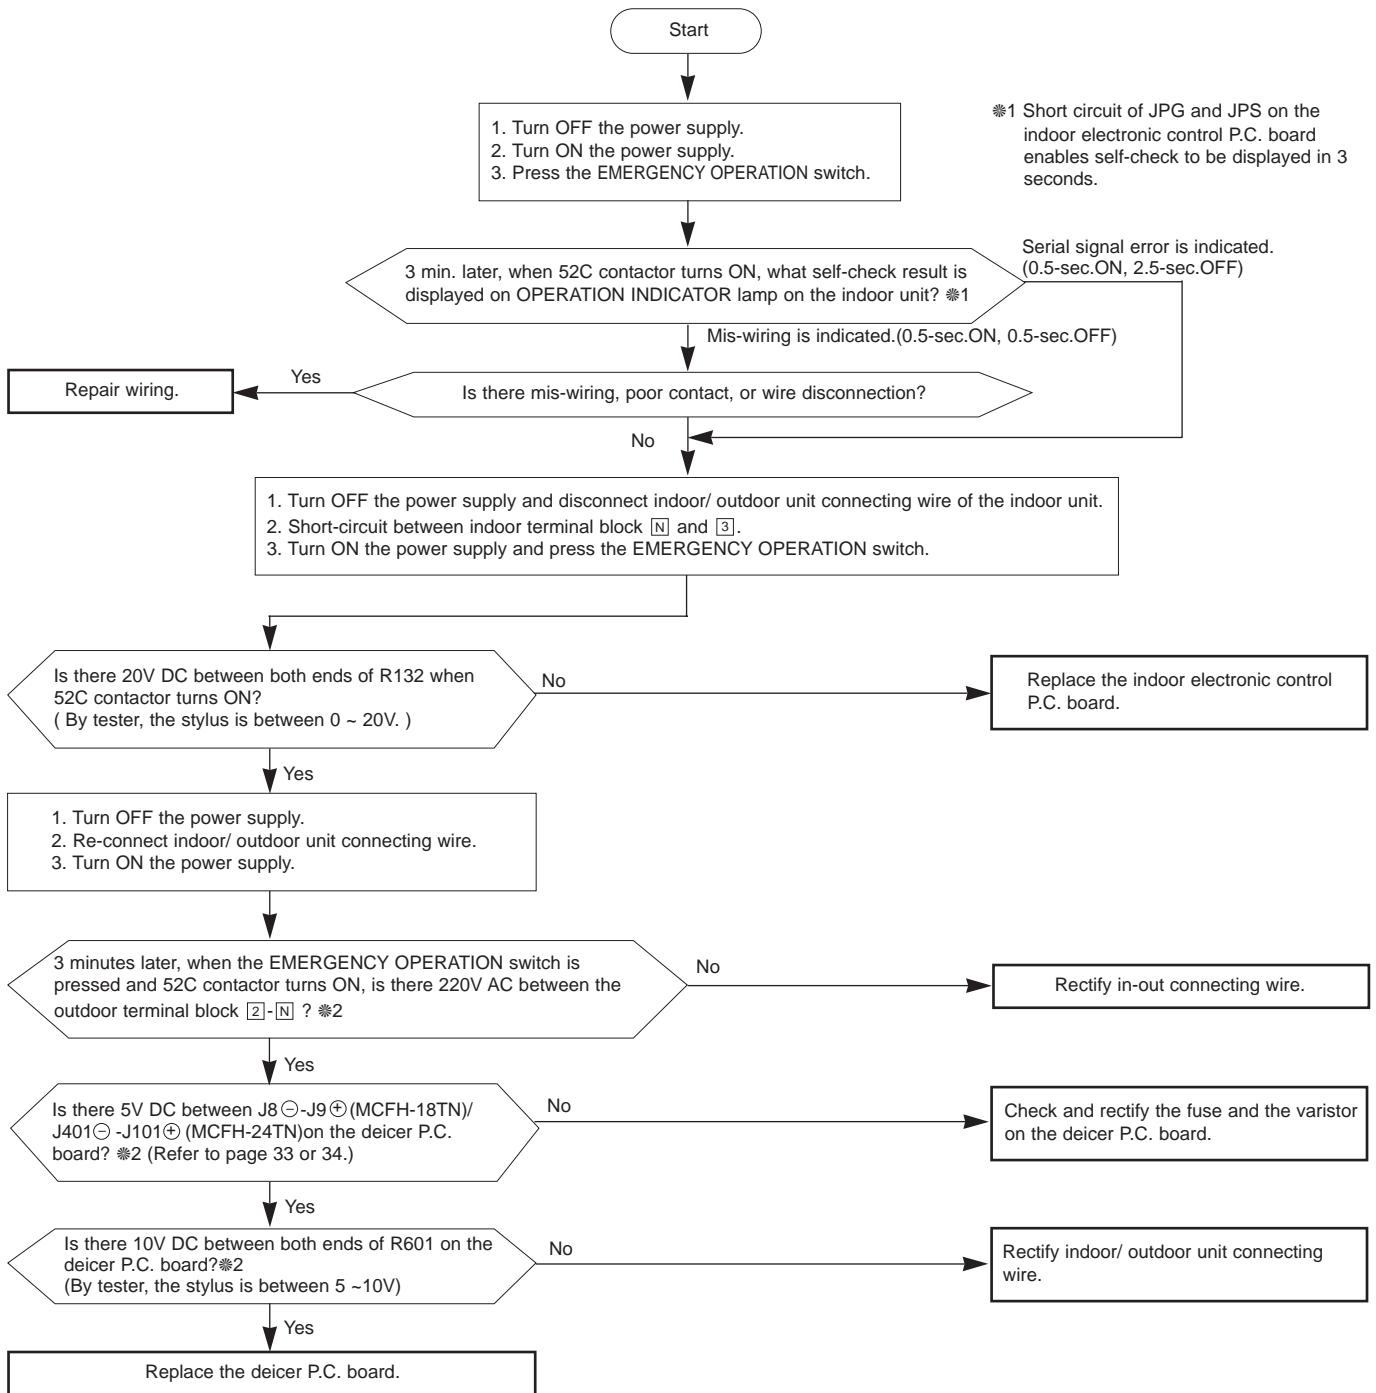 Start
1. Turn OFF the power supply.
2. Turn ON the power supply.
3. Press the EMERGENCY OPERATION switch.
❋1 Short circuit of JPG and JPS on the
indoor electronic control P.C. board
enables self-check to be displayed in 3
seconds.
3 min. later, when 52C contactor turns ON, what self-check result is
displayed on OPERATION INDICATOR lamp on the indoor unit? ❋1
Serial signal error is indicated.
(0.5-sec.ON, 2.5-sec.OFF)
Mis-wiring is indicated.(0.5-sec.ON, 0.5-sec.OFF)
Is there mis-wiring, poor contact, or wire disconnection?
Yes
Repair wiring.
No
1. Turn OFF the power supply and disconnect indoor/ outdoor unit connecting wire of the indoor unit.
2. Short-circuit between indoor terminal block N and 3.
3. Turn ON the power supply and press the EMERGENCY OPERATION switch.
Is there 20V DC between both ends of R132 when
52C contactor turns ON?
( By tester, the stylus is between 0 ~ 20V. )
No
Replace the indoor electronic control
P.C. board.
Yes
1. Turn OFF the power supply.
2. Re-connect indoor/ outdoor unit connecting wire.
3. Turn ON the power supply.
3 minutes later, when the EMERGENCY OPERATION switch is
pressed and 52C contactor turns ON, is there 220V AC between the
outdoor terminal block 2-N ? ❋2
No
Rectify in-out connecting wire.
Yes
Is there 5V DC between J8⊖-J9⊕(MCFH-18TN)/
J401⊖ -J101⊕ (MCFH-24TN)on the deicer P.C.
board? ❋2 (Refer to page 33 or 34.)
No
Check and rectify the fuse and the varistor
on the deicer P.C. board.
Yes
Is there 10V DC between both ends of R601 on the
deicer P.C. board?❋2
(By tester, the stylus is between 5 ~10V)
No
Rectify indoor/ outdoor unit connecting
wire.
Yes
Replace the deicer P.C. board.